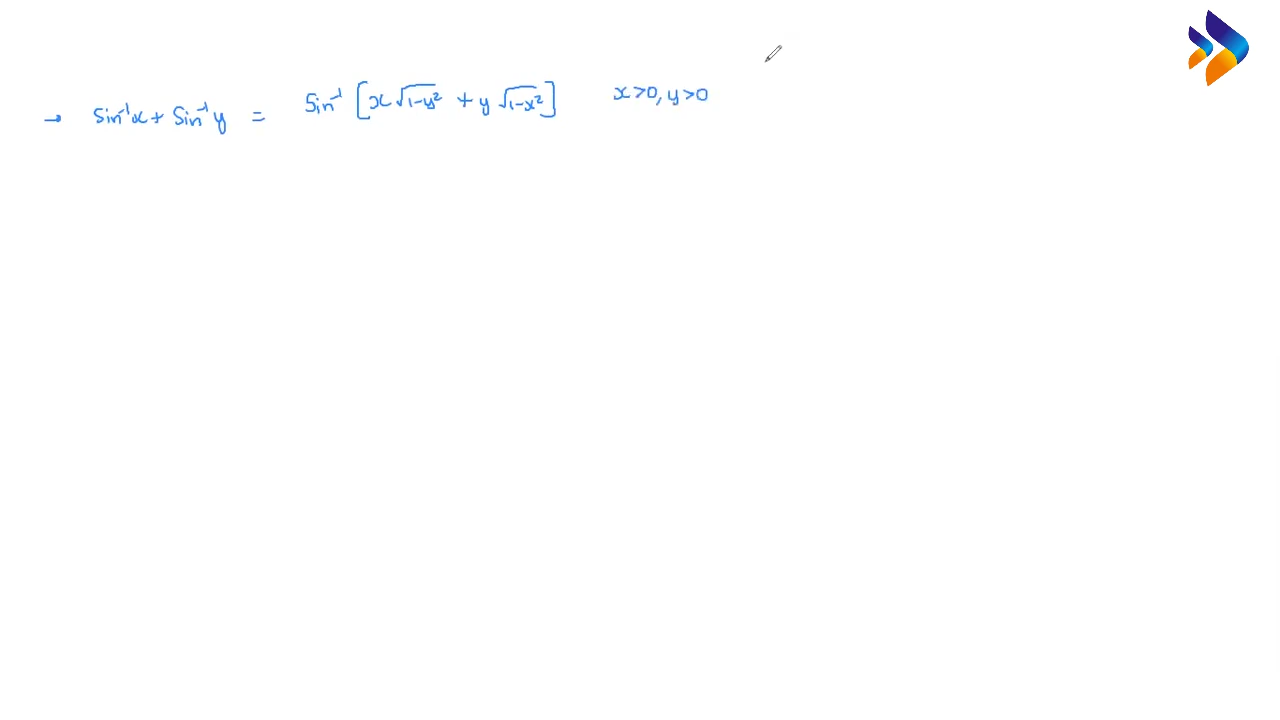 → Sin⁻¹x + Sin⁻¹y = Sin⁻¹ [x √1-y² + y √1-x²] x>0, y>0